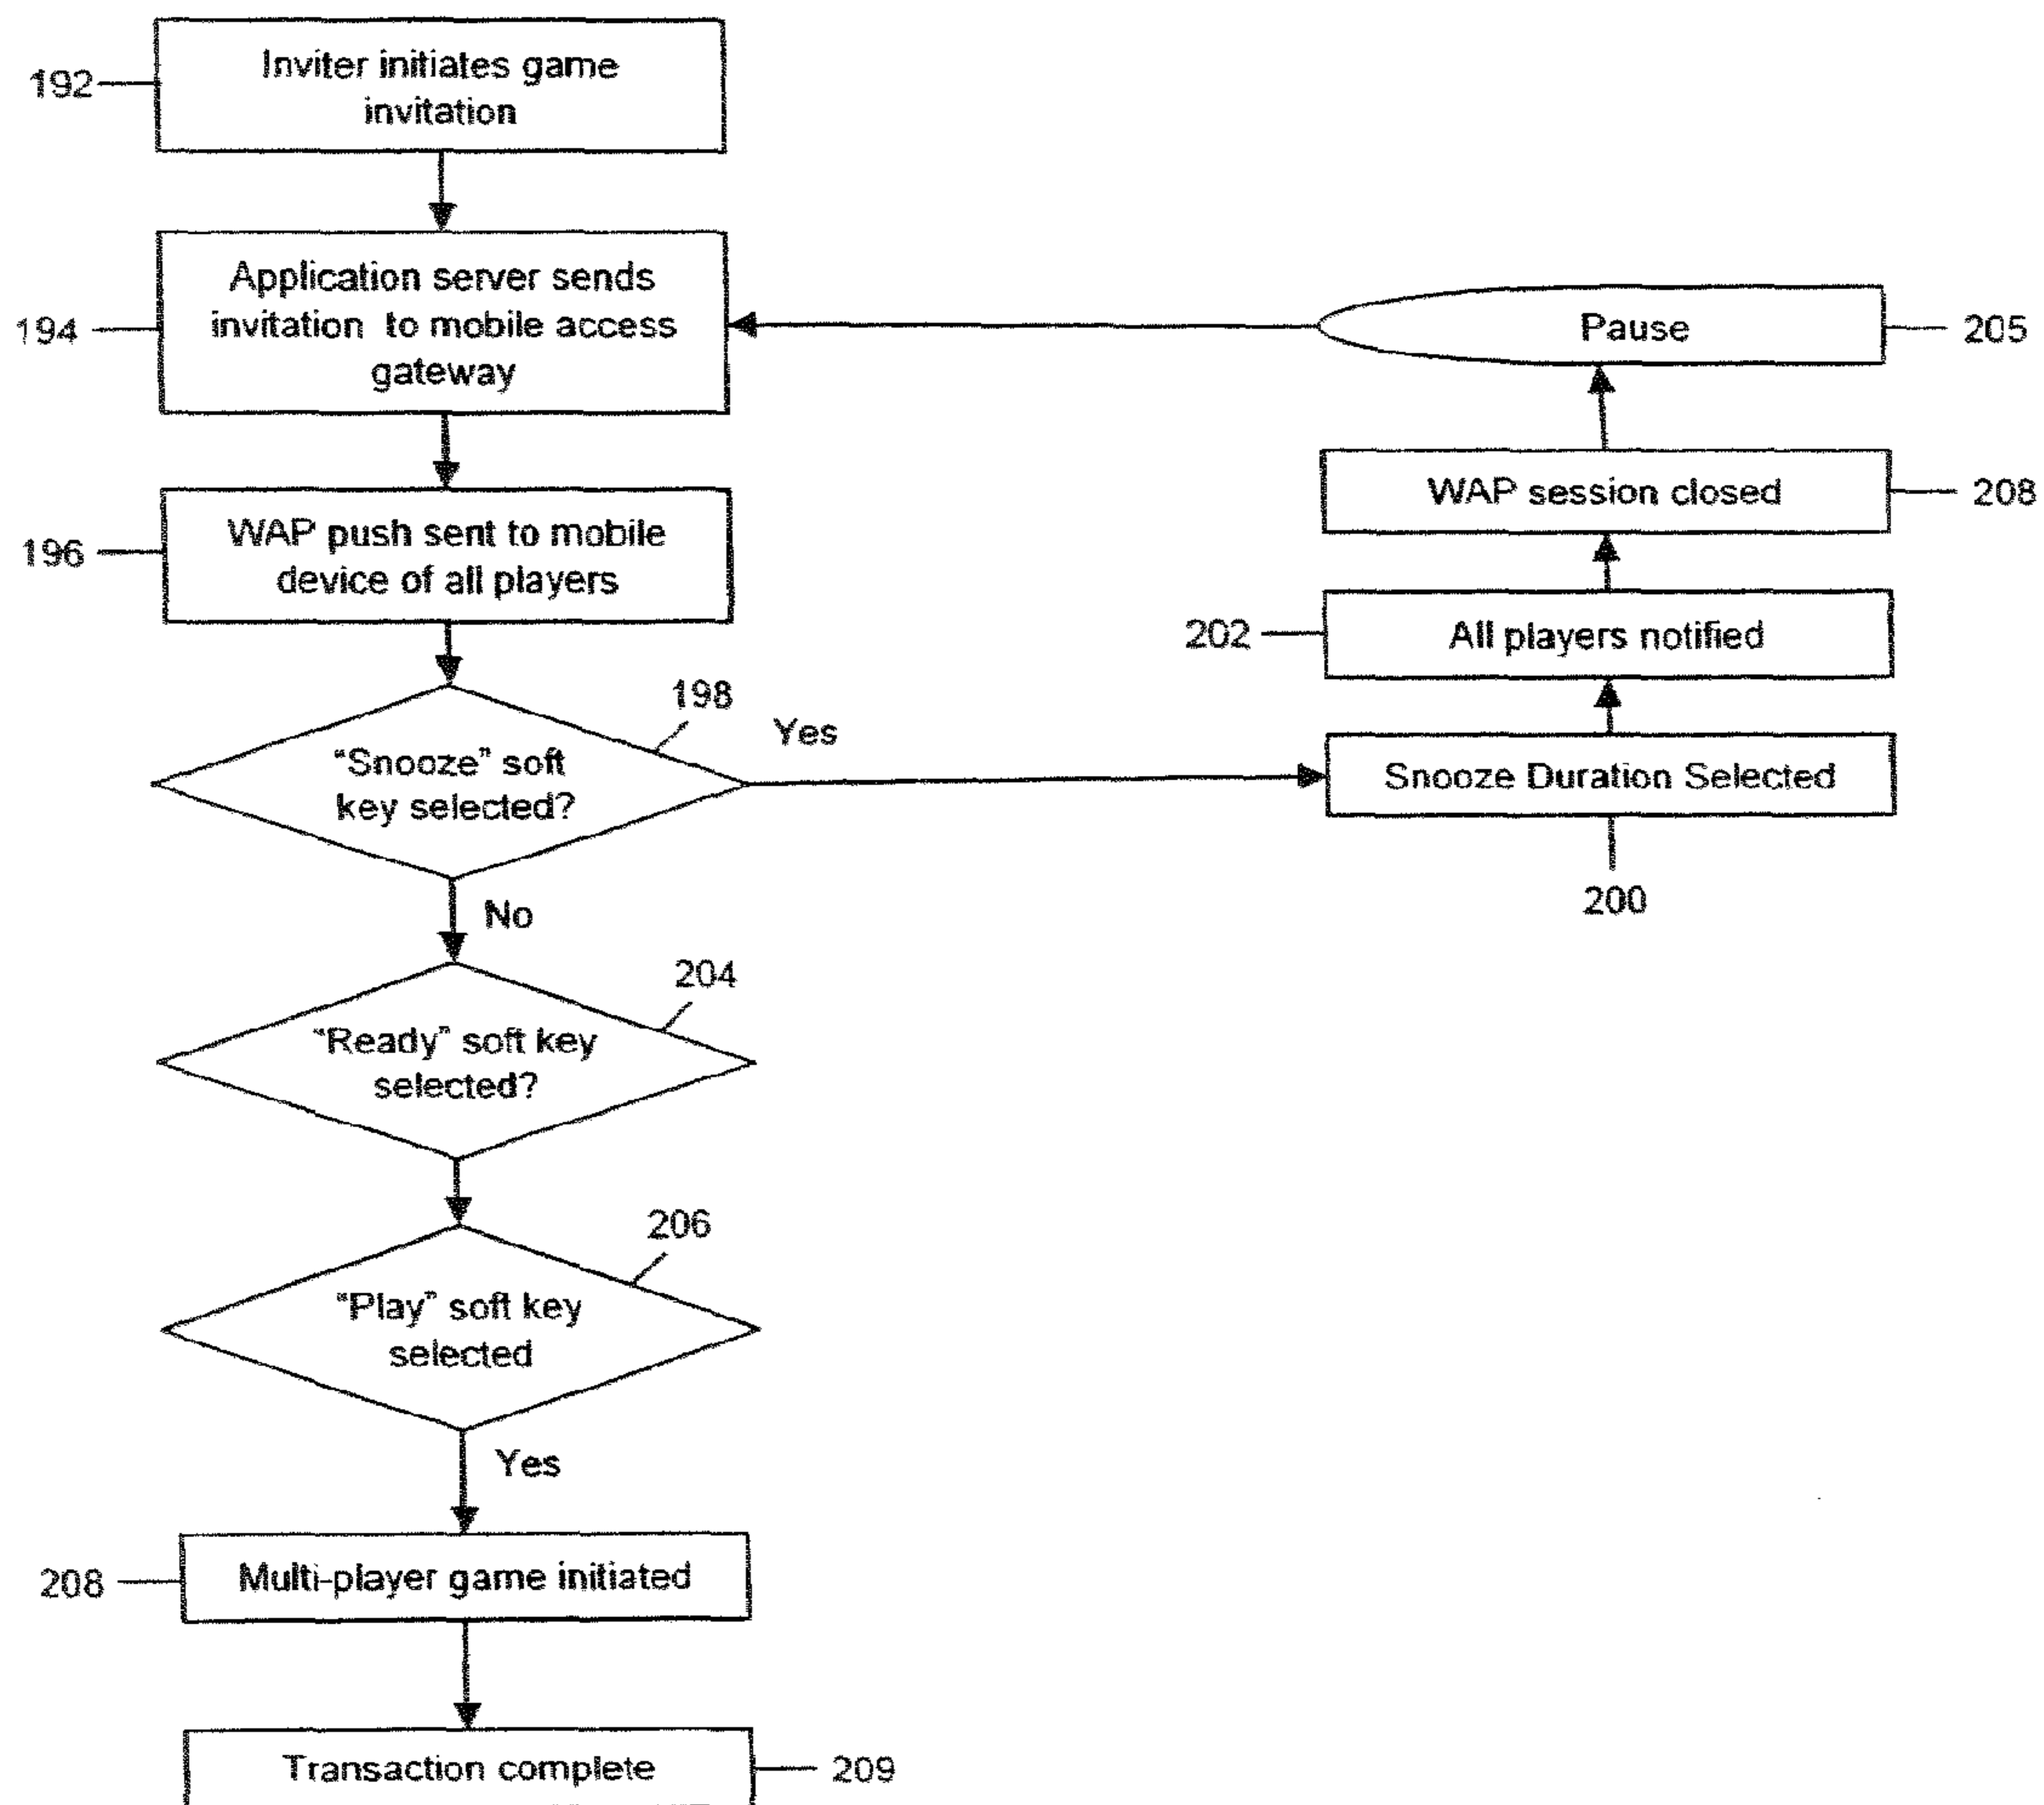 192
Inviter initiates game
invitation
194
Application server sends
invitation to mobile access
gateway
Pause
205
196
WAP push sent to mobile
device of all players
WAP session closed
208
202
All players notified
198
Yes
"Snooze" soft
key selected?
Snooze Duration Selected
200
No
204
"Ready" soft key
selected?
206
"Play" soft key
selected
Yes
208
Multi-player game initiated
Transaction complete
209